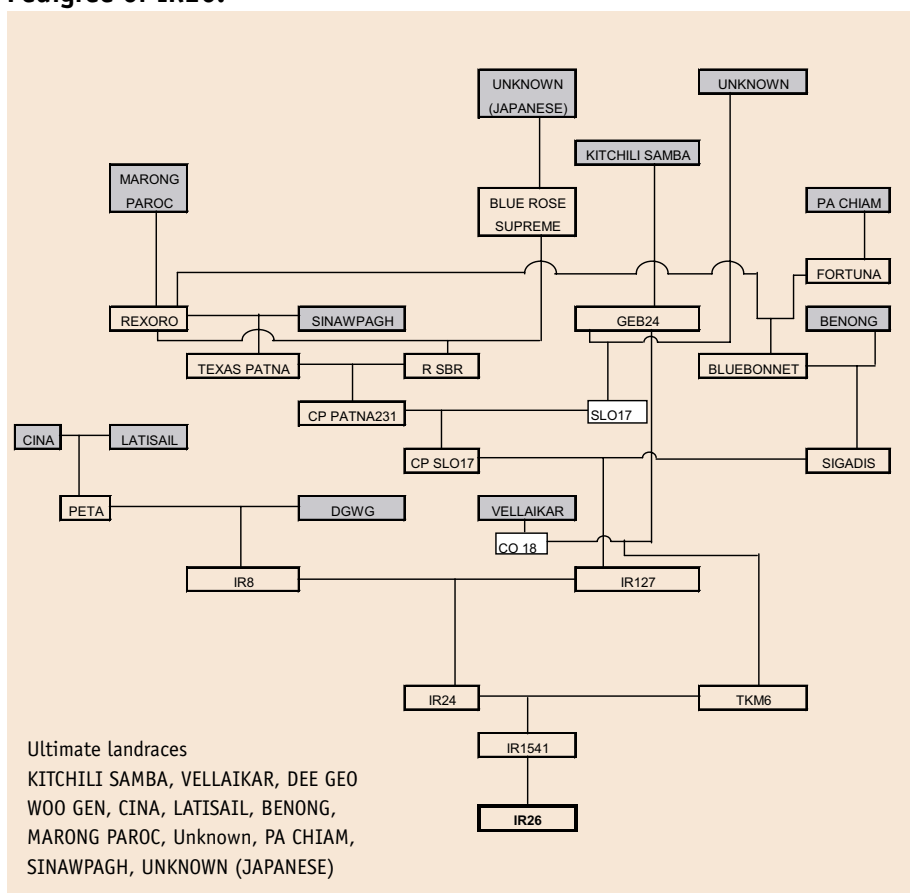 Pedigree of IR26.
UNKNOWN
(JAPANESE)
UNKNOWN
KITCHILI SAMBA
MARONG
PAROC
BLUE ROSE
SUPREME
PA CHIAM
FORTUNA
REXORO
SINAWPAGH
GEB24
BENONG
TEXAS PATNA
R SBR
BLUEBONNET
CP PATNA231
SLO17
CINA
LATISAIL
CP SLO17
SIGADIS
PETA
DGWG
VELLAIKAR
CO 18
IR8
IR127
IR24
TKM6
IR1541
IR26
Ultimate landraces
KITCHILI SAMBA, VELLAIKAR, DEE GEO
WOO GEN, CINA, LATISAIL, BENONG,
MARONG PAROC, Unknown, PA CHIAM,
SINAWPAGH, UNKNOWN (JAPANESE)